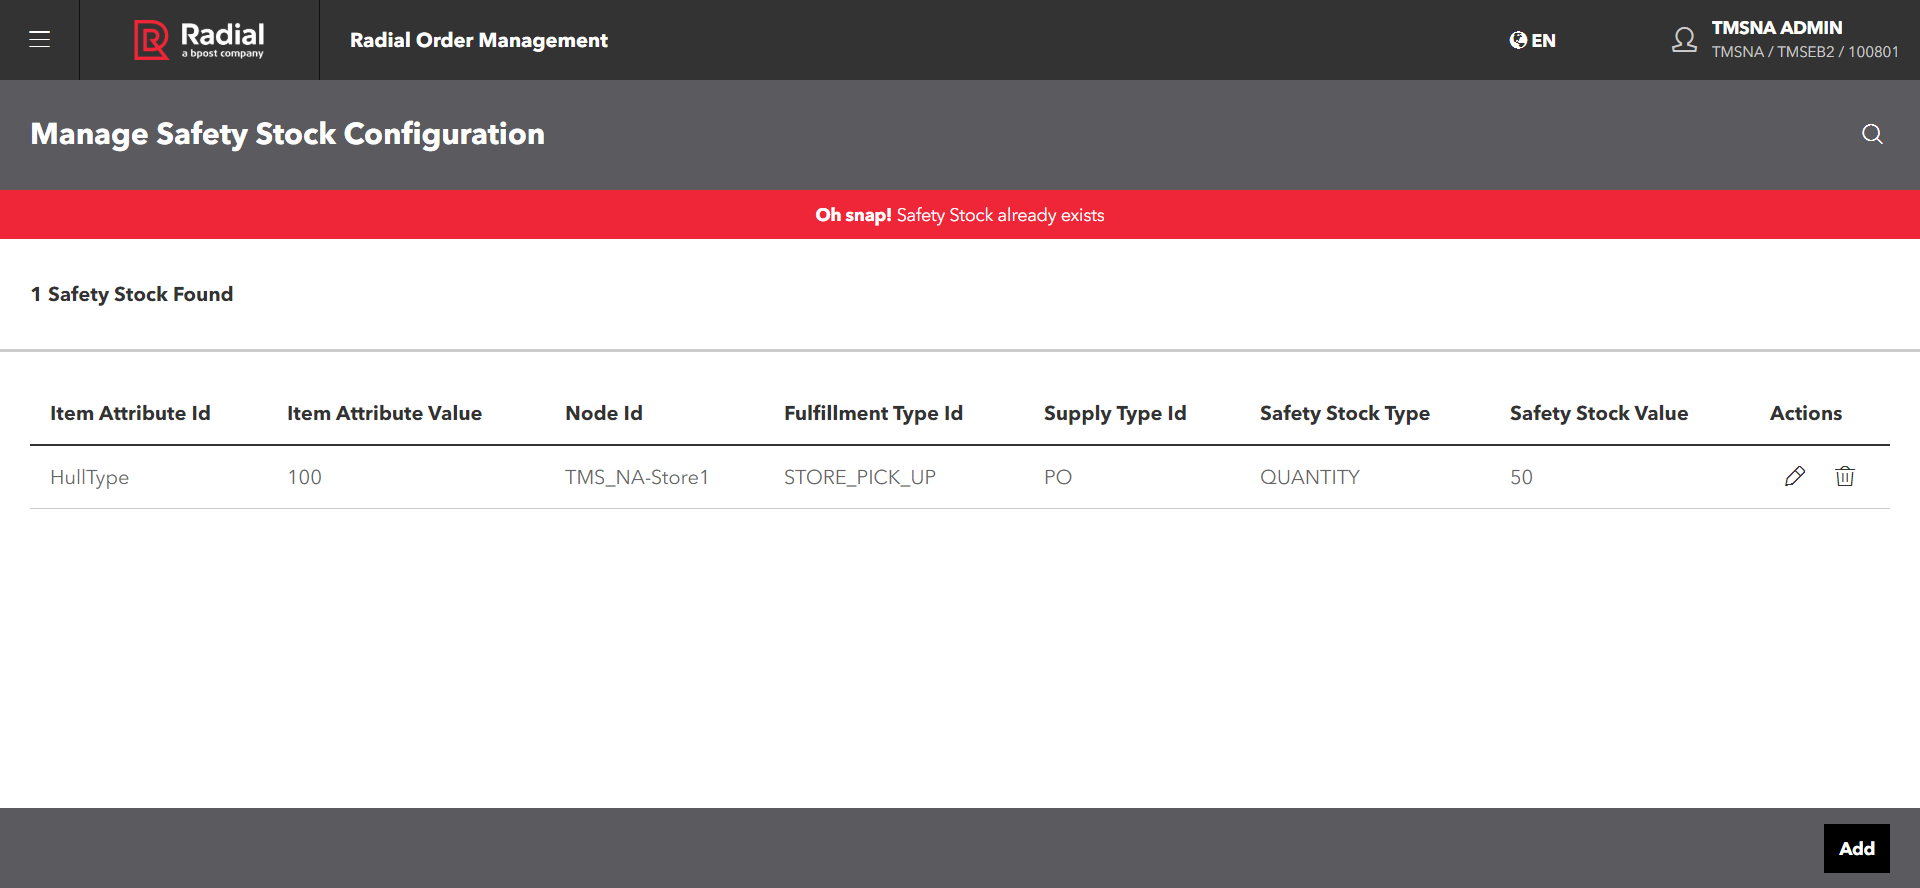 Radial
a bpost company
Radial Order Management
EN
TMSNA ADMIN
TMSNA / TMSEB2 / 100801
Manage Safety Stock Configuration
Oh snap! Safety Stock already exists
1 Safety Stock Found
Item Attribute Id Item Attribute Value Node Id Fulfillment Type Id Supply Type Id Safety Stock Type Safety Stock Value Actions
HullType 100 TMS_NA-Store1 STORE_PICK_UP PO QUANTITY 50
Add